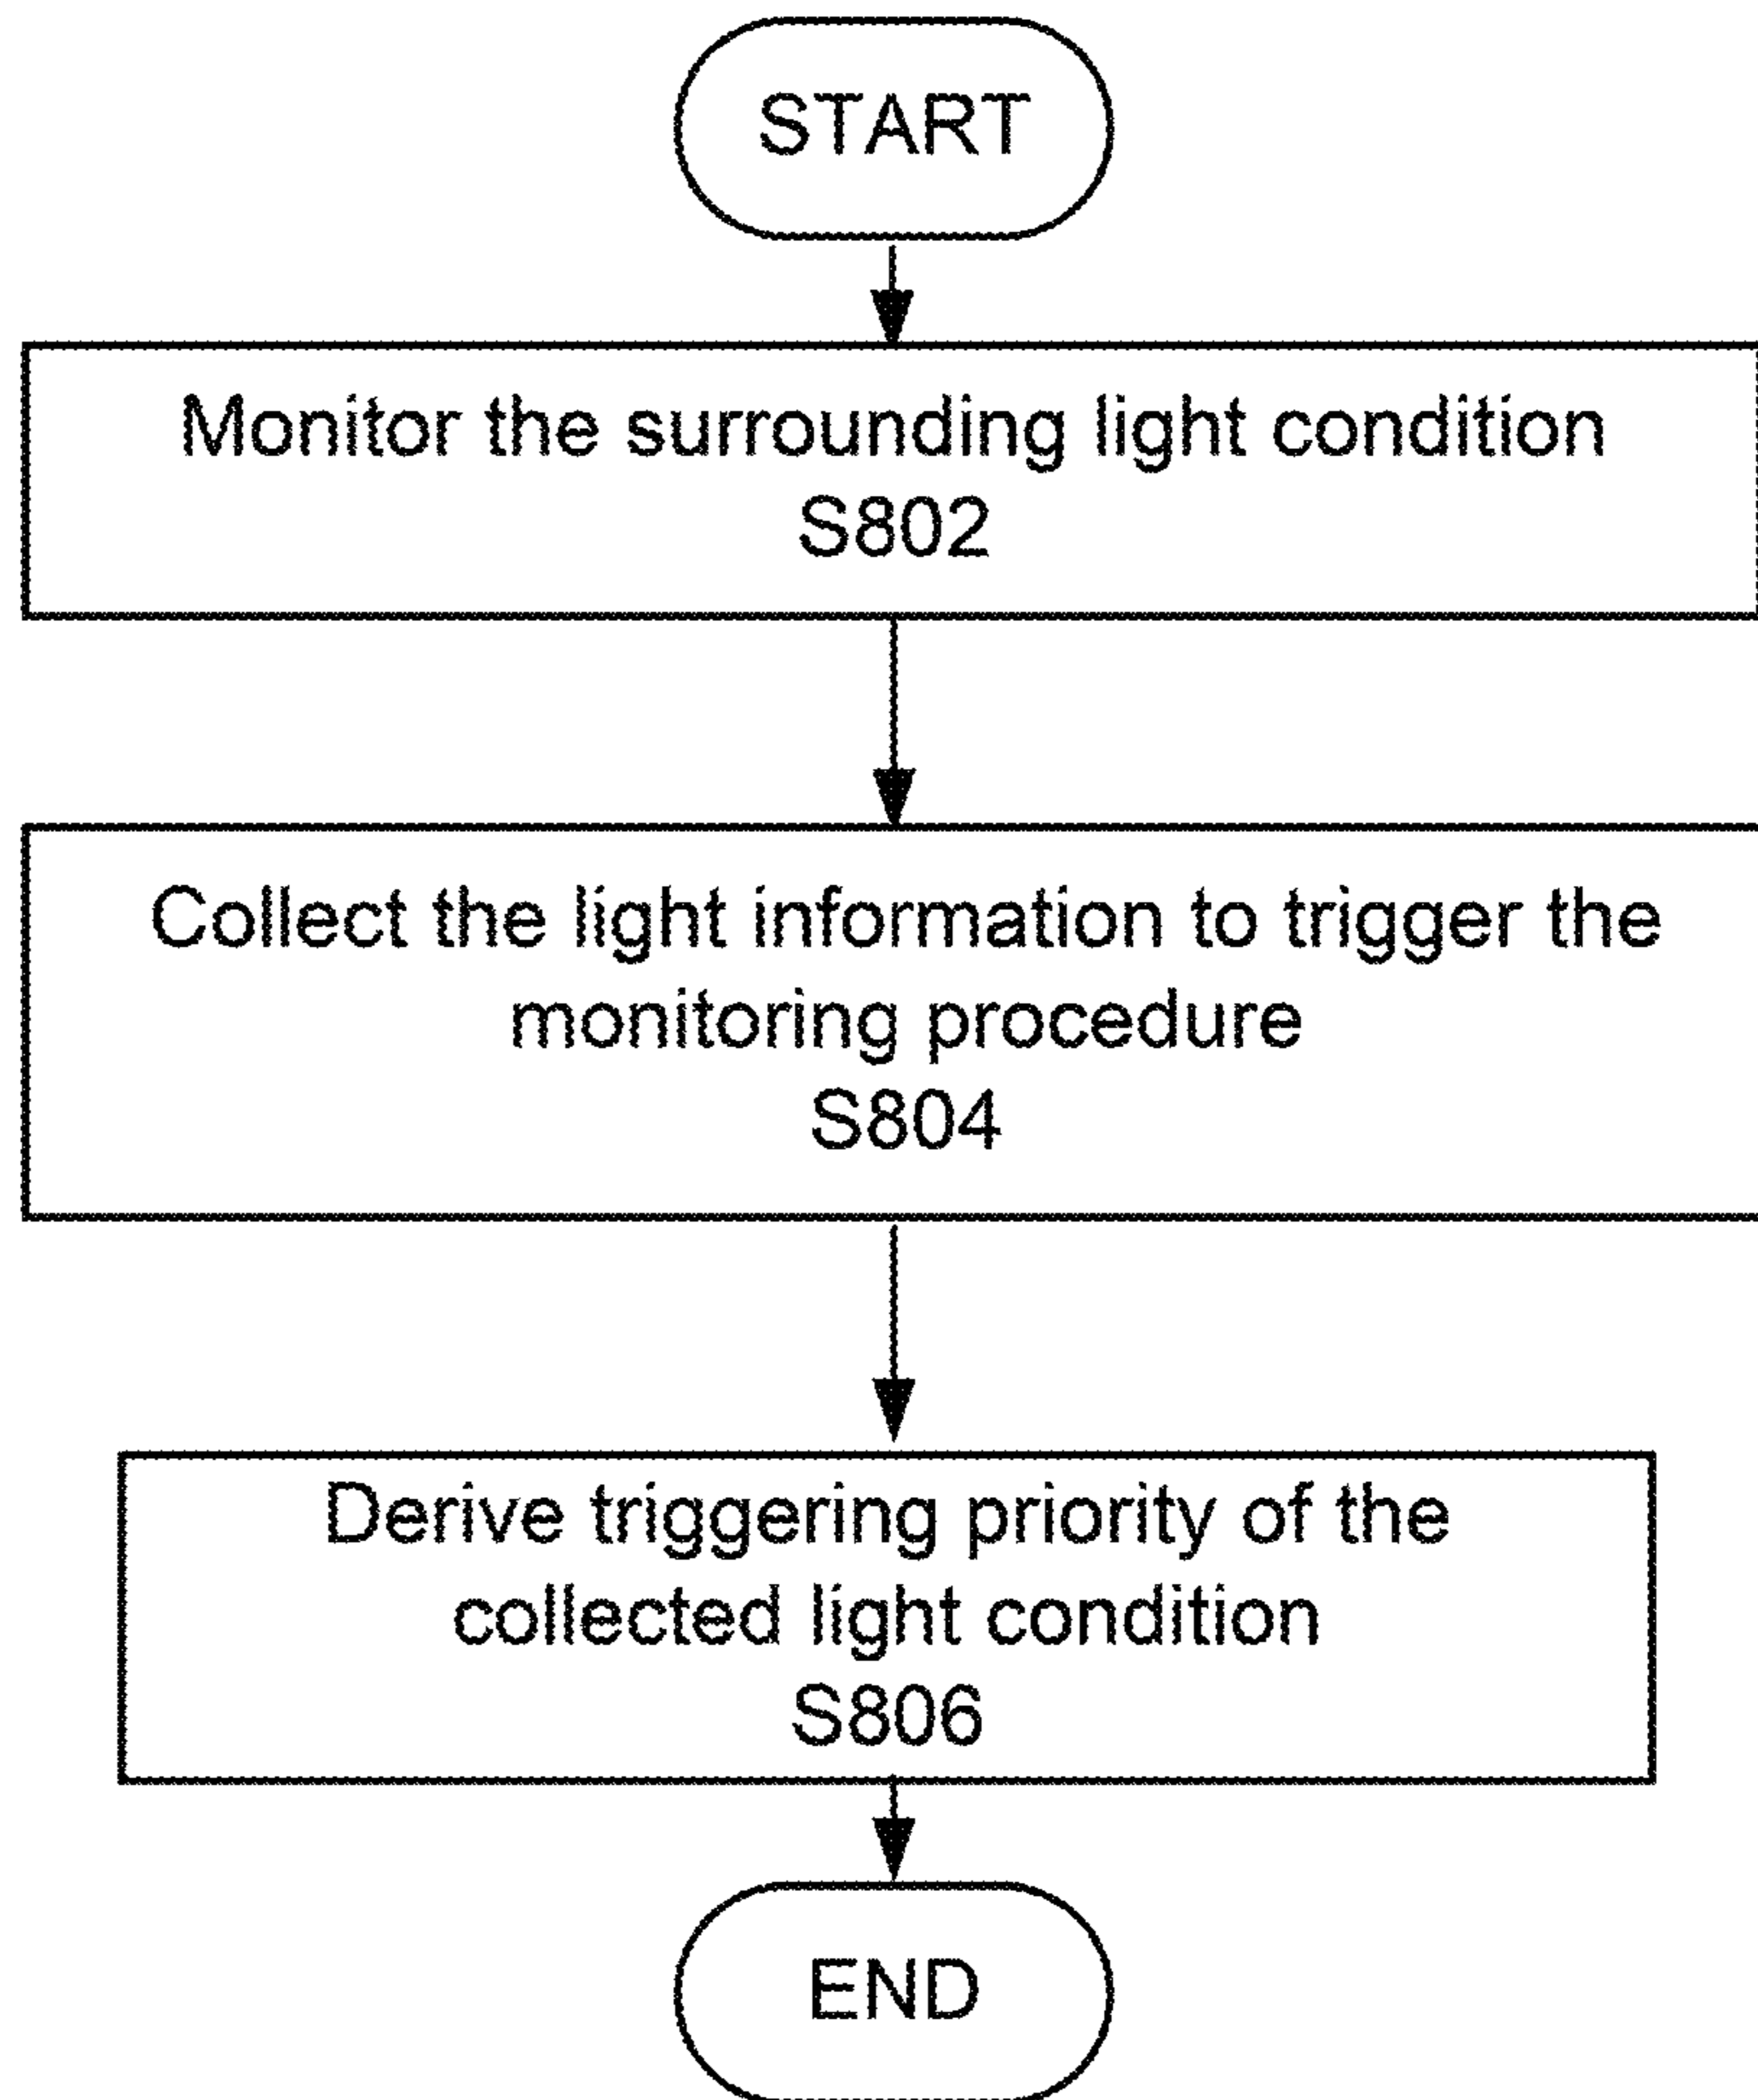 START
Monitor the surrounding light condition
S802
Collect the light information to trigger the
monitoring procedure
S804
Derive triggering priority of the
collected light condition
S806
END